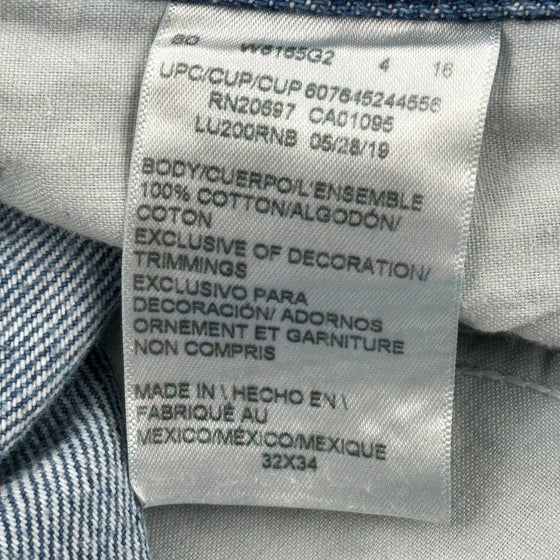 W6165G2 4 16
UPC/CUP/CUP 607645244556
RN20697 CA01095
LU200RNB 05/28/19
BODY/CUERPO/L'ENSEMBLE
100% COTTON/ALGODÓN/
COTON
EXCLUSIVE OF DECORATION/
TRIMMINGS
EXCLUSIVO PARA
DECORACIÓN/ ADORNOS
ORNEMENT ET GARNITURE
NON COMPRIS
MADE IN \ HECHO EN \
FABRIQUÉ AU
MEXICO/MÉXICO/MEXIQUE
32X34